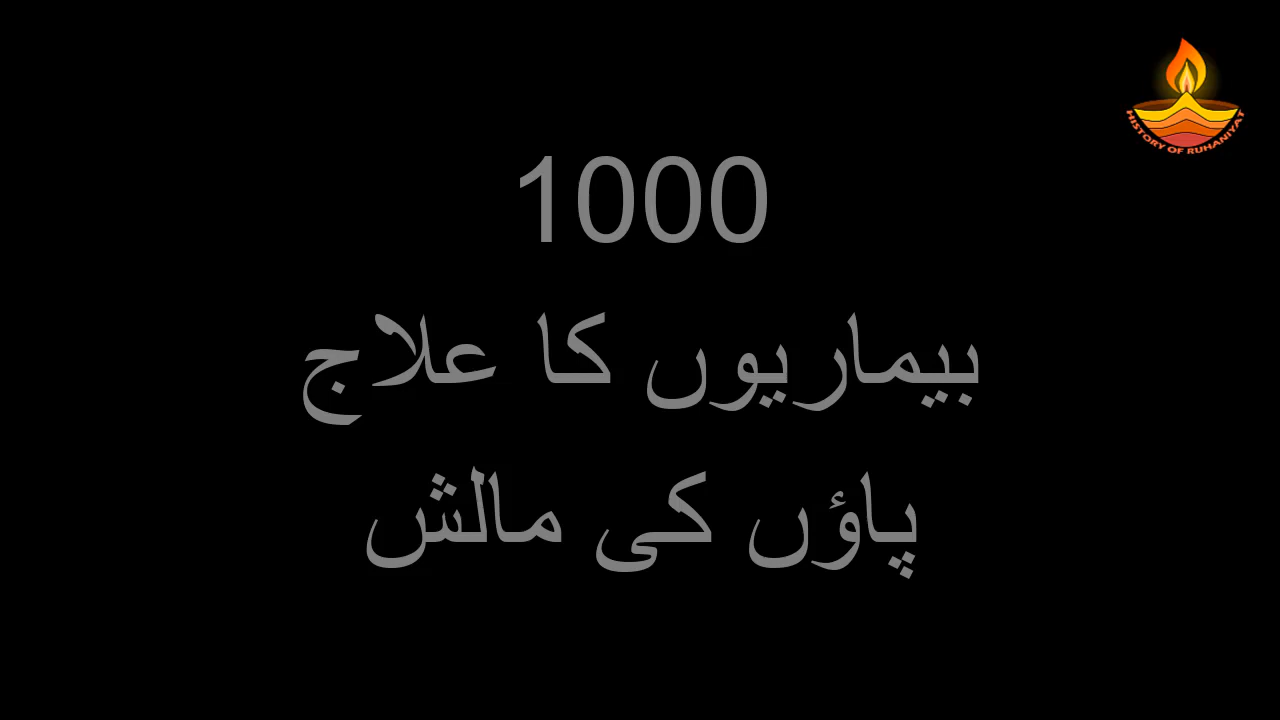 1000
بیماریوں کا علاج
پاؤں کی مالش
HISTORY OF RUHANIYAT